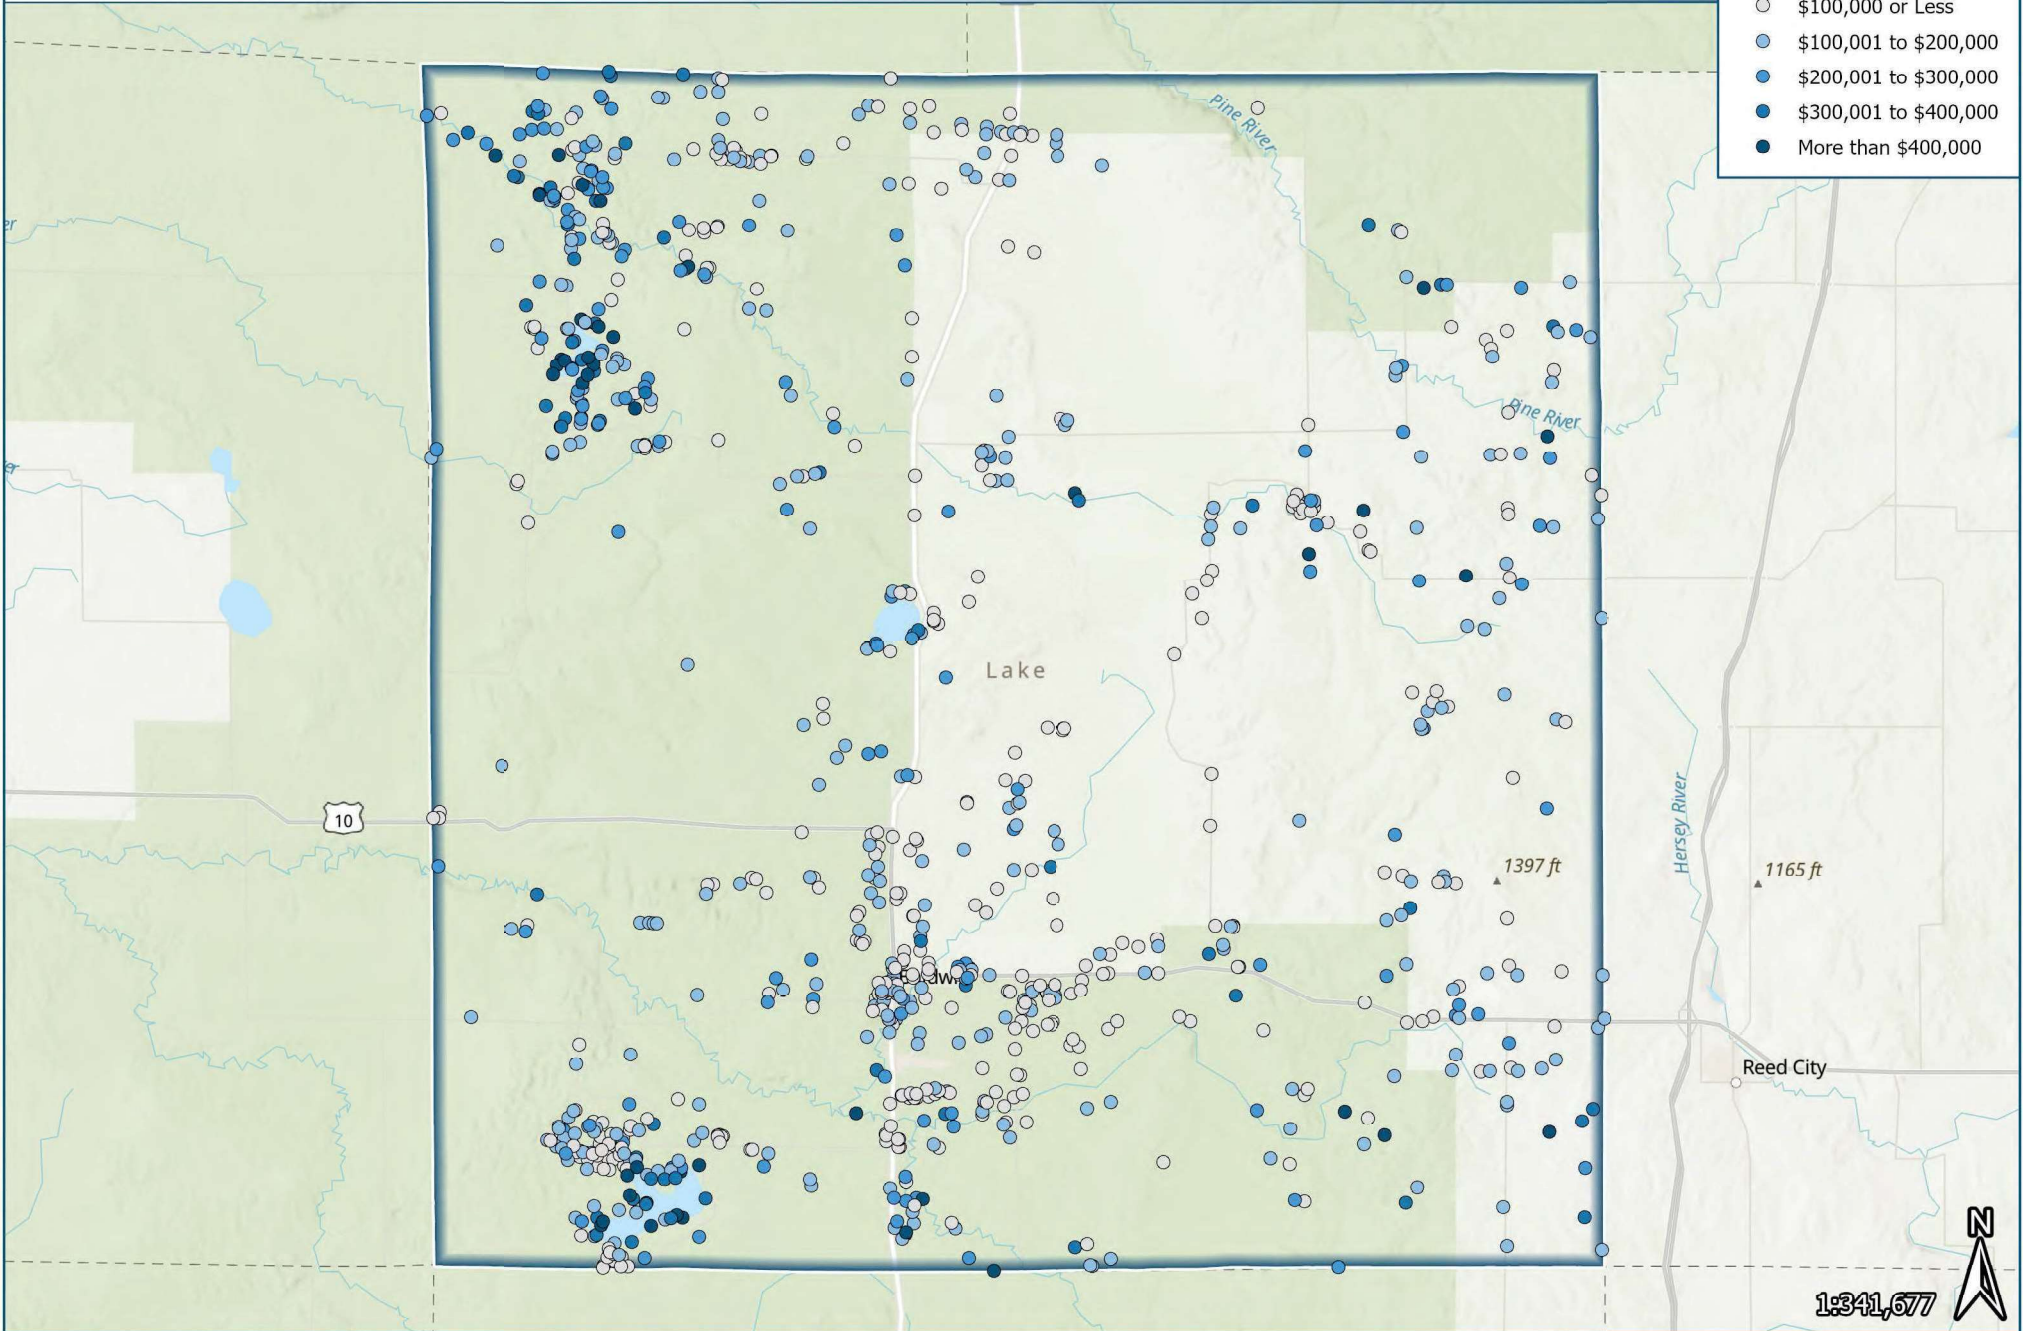 $100,000 or Less
$100,001 to $200,000
$200,001 to $300,000
$300,001 to $400,000
More than $400,000
Pine River
er
Pine River
er
Lake
10
Hersey River
1397 ft
1165 ft
Reed City
N
1:341,677